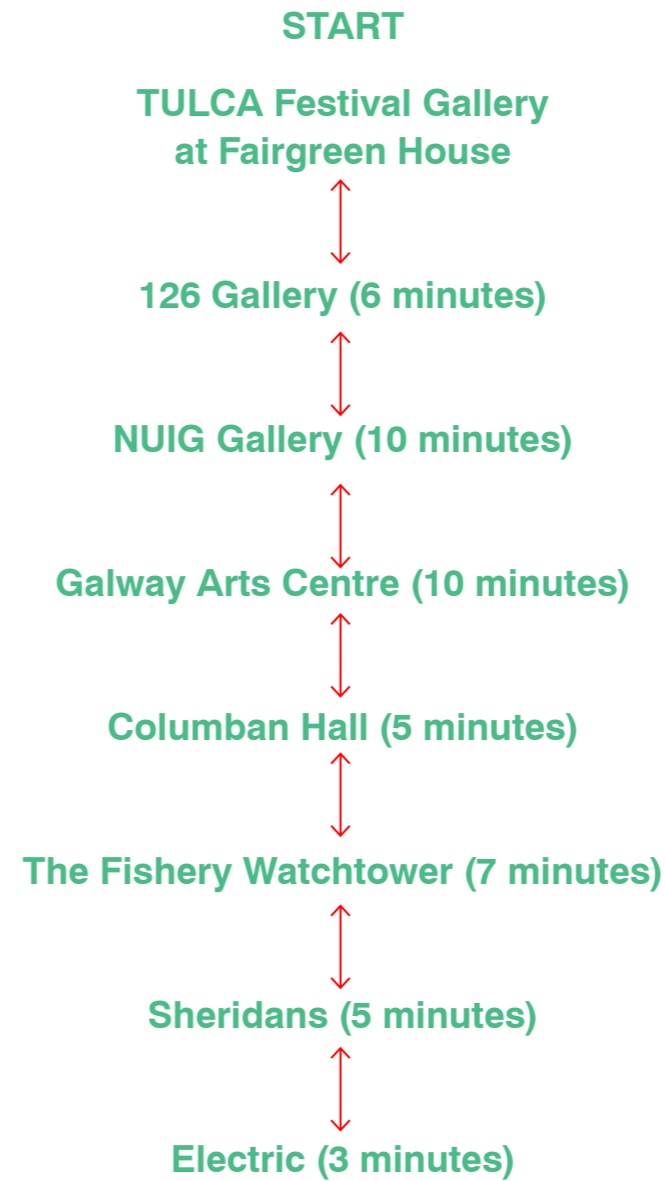 START
TULCA Festival Gallery
at Fairgreen House
126 Gallery (6 minutes)
NUIG Gallery (10 minutes)
Galway Arts Centre (10 minutes)
Columban Hall (5 minutes)
The Fishery Watchtower (7 minutes)
Sheridans (5 minutes)
Electric (3 minutes)